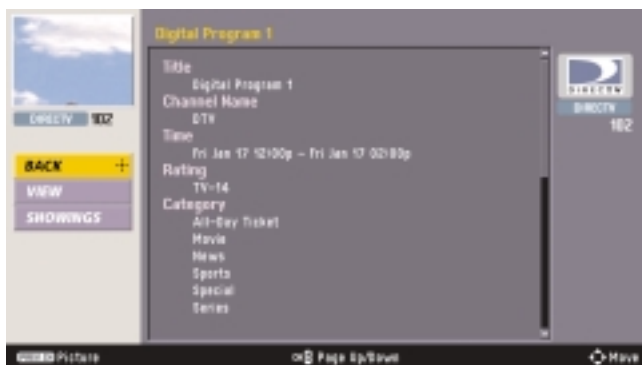 Digital Program 1
Title
Digital Program 1
Channel Name
DTV
Time
Fri Jan 17 12:00p - Fri Jan 17 02:00p
Rating
TV-14
Category
All-Day Ticket
Movie
News
Sports
Special
Series
DIRECTV 102
BACK
VIEW
SHOWINGS
DIRECTV
DIRECTV
102
Picture
CH Page Up/Down
Move